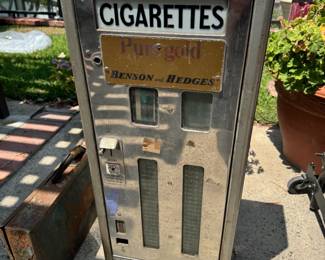 CIGARETTES
Pure gold
"BENSON and HEDGES"